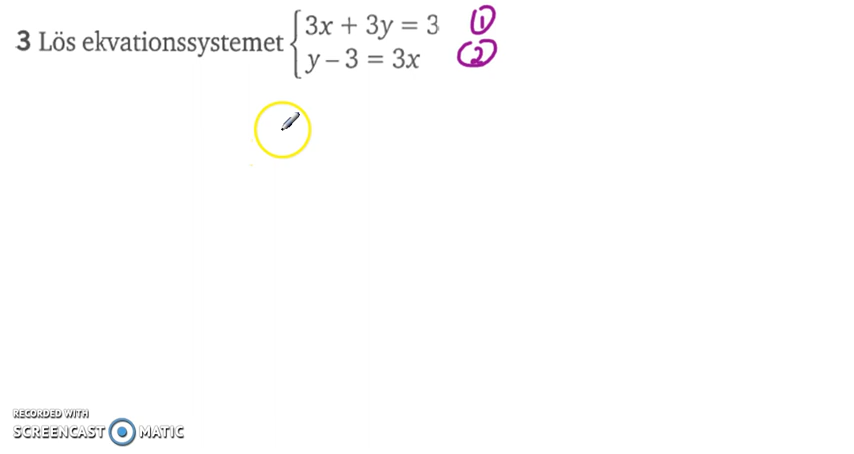 3 Lös ekvationssystemet
3x + 3y = 3 (1)
y – 3 = 3x (2)
RECORDED WITH
SCREENCAST MATIC